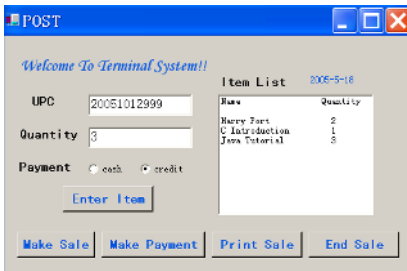 POST
Welcome To Terminal System!!
Item List 2005-5-18
UPC 20051012999
Quantity 3
Payment cash credit
Enter Item
Name Quantity
Harry Port 2
C Introduction 1
Java Tutorial 3
Make Sale Make Payment Print Sale End Sale